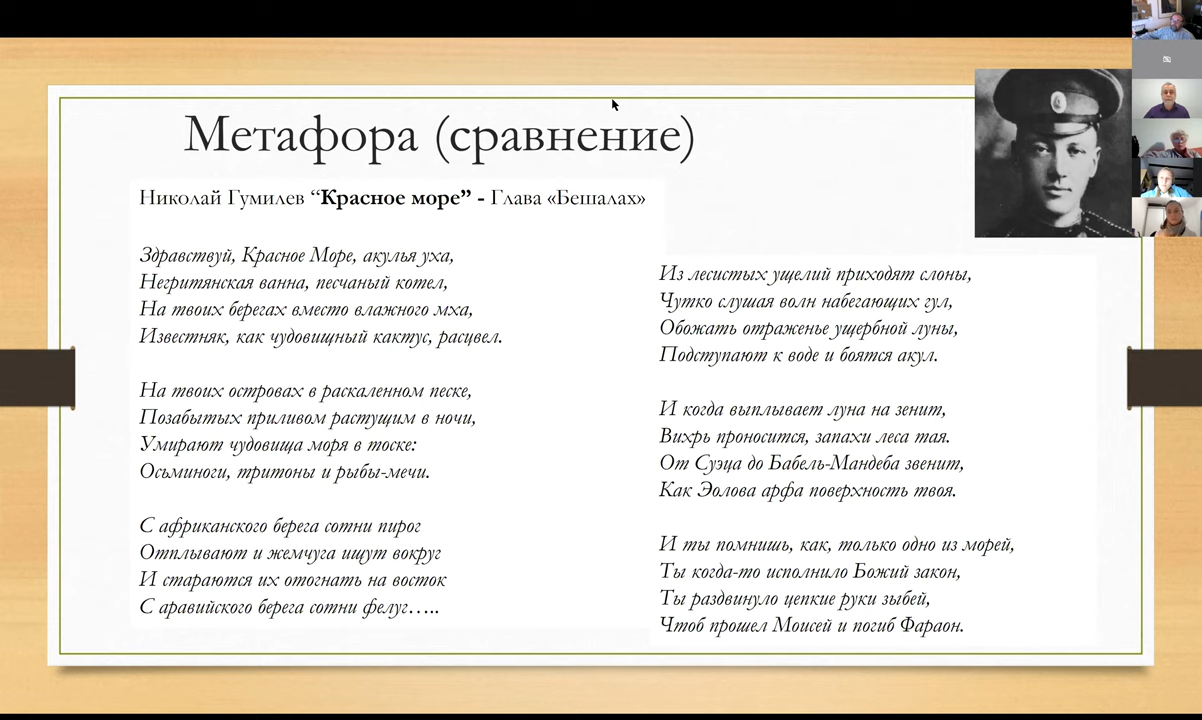 Метафора (сравнение)
Николай Гумилев “Красное море” - Глава «Бешалах»
Здравствуй, Красное Море, акулья уха,
Негритянская ванна, песчаный котел,
На твоих берегах вместо влажного мха,
Известняк, как чудовищный кактус, расцвел.
На твоих островах в раскаленном песке,
Позабытых приливом растущим в ночи,
Умирают чудовища моря в тоске:
Осьминоги, тритоны и рыбы-мечи.
С африканского берега сотни пирог
Отплывают и жемчуга ищут вокруг
И стараются их отогнать на восток
С аравийского берега сотни фелуг…..
Из лесистых ущелий приходят слоны,
Чутко слушая волн набегающих гул,
Обожать отраженье ущербной луны,
Подступают к воде и боятся акул.
И когда выплывает луна на зенит,
Вихрь проносится, запахи леса тая.
От Суэца до Бабель-Мандеба звенит,
Как Эолова арфа поверхность твоя.
И ты помнишь, как, только одно из морей,
Ты когда-то исполнило Божий закон,
Ты раздвинуло цепкие руки зыбей,
Чтоб прошел Моисей и погиб Фараон.